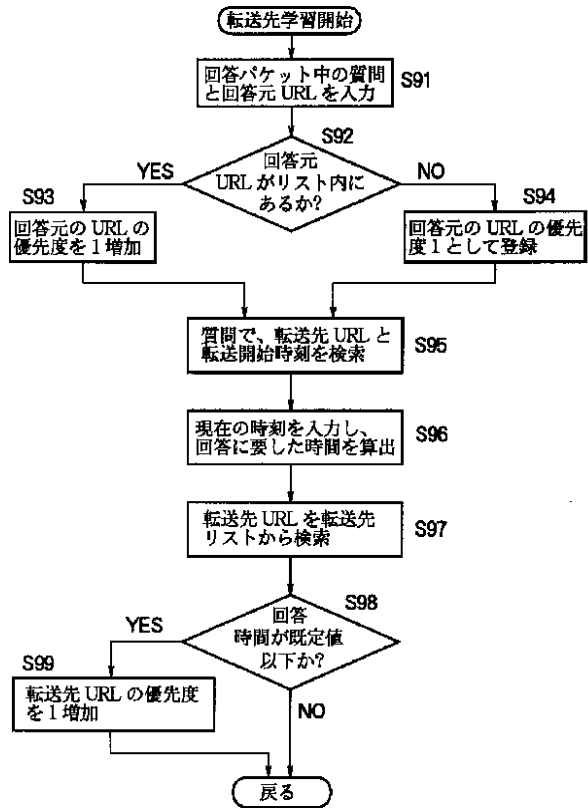 転送先学習開始
回答パケット中の質問
と回答元 URL を入力
S91
S92
回答元
URL がリスト内に
あるか?
YES
NO
S93
回答元の URL の
優先度を1増加
S94
回答元の URL の優先
度1として登録
質問で、転送先 URL と
転送開始時刻を検索
S95
現在の時刻を入力し、
回答に要した時間を算出
S96
転送先 URL を転送先
リストから検索
S97
S98
回答
時間が既定値
以下か?
YES
NO
S99
転送先 URL の優先度
を1増加
戻る